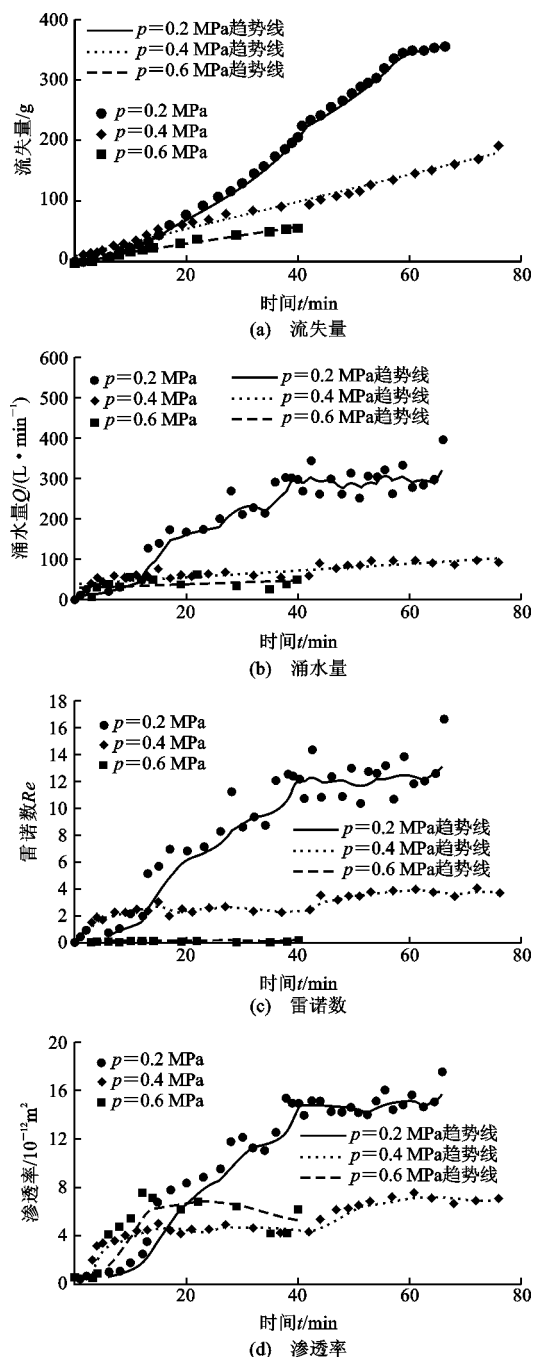 400
300
200
100
0
流失量/g
p=0.2 MPa趋势线
p=0.4 MPa趋势线
p=0.6 MPa趋势线
p=0.2 MPa
p=0.4 MPa
p=0.6 MPa
20
40
60
80
时间t/min
(a) 流失量
600
500
400
300
200
100
0
涌水量Q/(L·min⁻¹)
p=0.2 MPa
p=0.4 MPa
p=0.6 MPa
p=0.2 MPa趋势线
p=0.4 MPa趋势线
p=0.6 MPa趋势线
20
40
60
80
时间t/min
(b) 涌水量
18
16
14
12
10
8
6
4
2
0
雷诺数Re
p=0.2 MPa
p=0.4 MPa
p=0.6 MPa
p=0.2 MPa趋势线
p=0.4 MPa趋势线
p=0.6 MPa趋势线
20
40
60
80
时间t/min
(c) 雷诺数
20
16
12
8
4
0
渗透率/10⁻¹²m²
p=0.2 MPa
p=0.4 MPa
p=0.6 MPa
p=0.2 MPa趋势线
p=0.4 MPa趋势线
p=0.6 MPa趋势线
20
40
60
80
时间t/min
(d) 渗透率